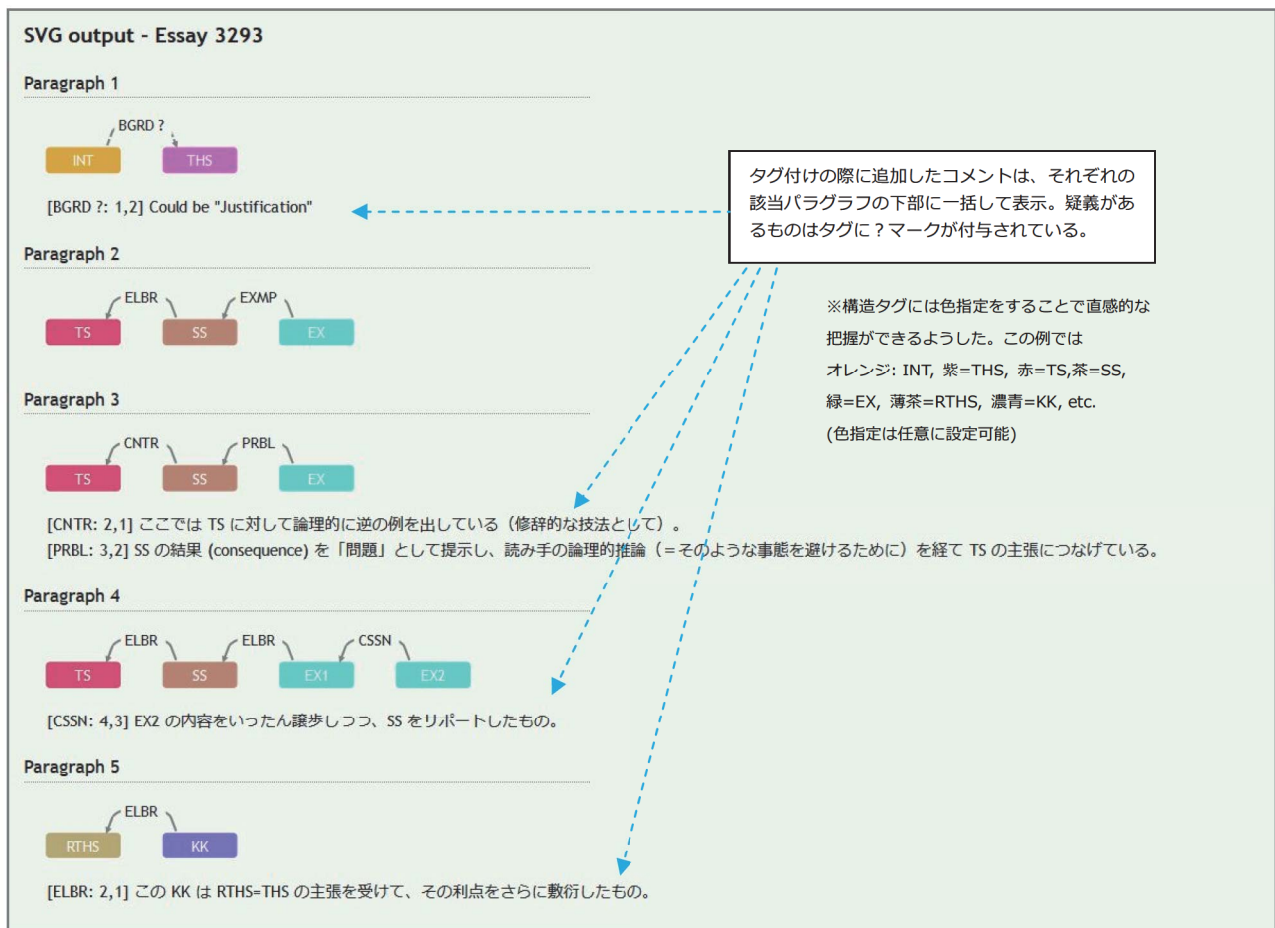 SVG output - Essay 3293
Paragraph 1
BGRD ?
INT THS
[BGRD ?: 1,2] Could be "Justification"
タグ付けの際に追加したコメントは、それぞれの
該当パラグラフの下部に一括して表示。疑義があ
るものはタグに？マークが付与されている。
※構造タグには色指定をすることで直感的な
把握ができるようした。この例では
オレンジ: INT, 紫=THS, 赤=TS,茶=SS,
緑=EX, 薄茶=RTHS, 濃青=KK, etc.
(色指定は任意に設定可能)
Paragraph 2
ELBR EXMP
TS SS EX
Paragraph 3
CNTR PRBL
TS SS EX
[CNTR: 2,1] ここでは TS に対して論理的に逆の例を出している（修辞的な技法として）。
[PRBL: 3,2] SS の結果 (consequence) を「問題」として提示し、読み手の論理的推論（＝そのような事態を避けるために）を経て TS の主張につなげている。
Paragraph 4
ELBR ELBR CSSN
TS SS EX1 EX2
[CSSN: 4,3] EX2 の内容をいったん譲歩しつつ、SS をリポートしたもの。
Paragraph 5
ELBR
RTHS KK
[ELBR: 2,1] この KK は RTHS=THS の主張を受けて、その利点をさらに敷衍したもの。